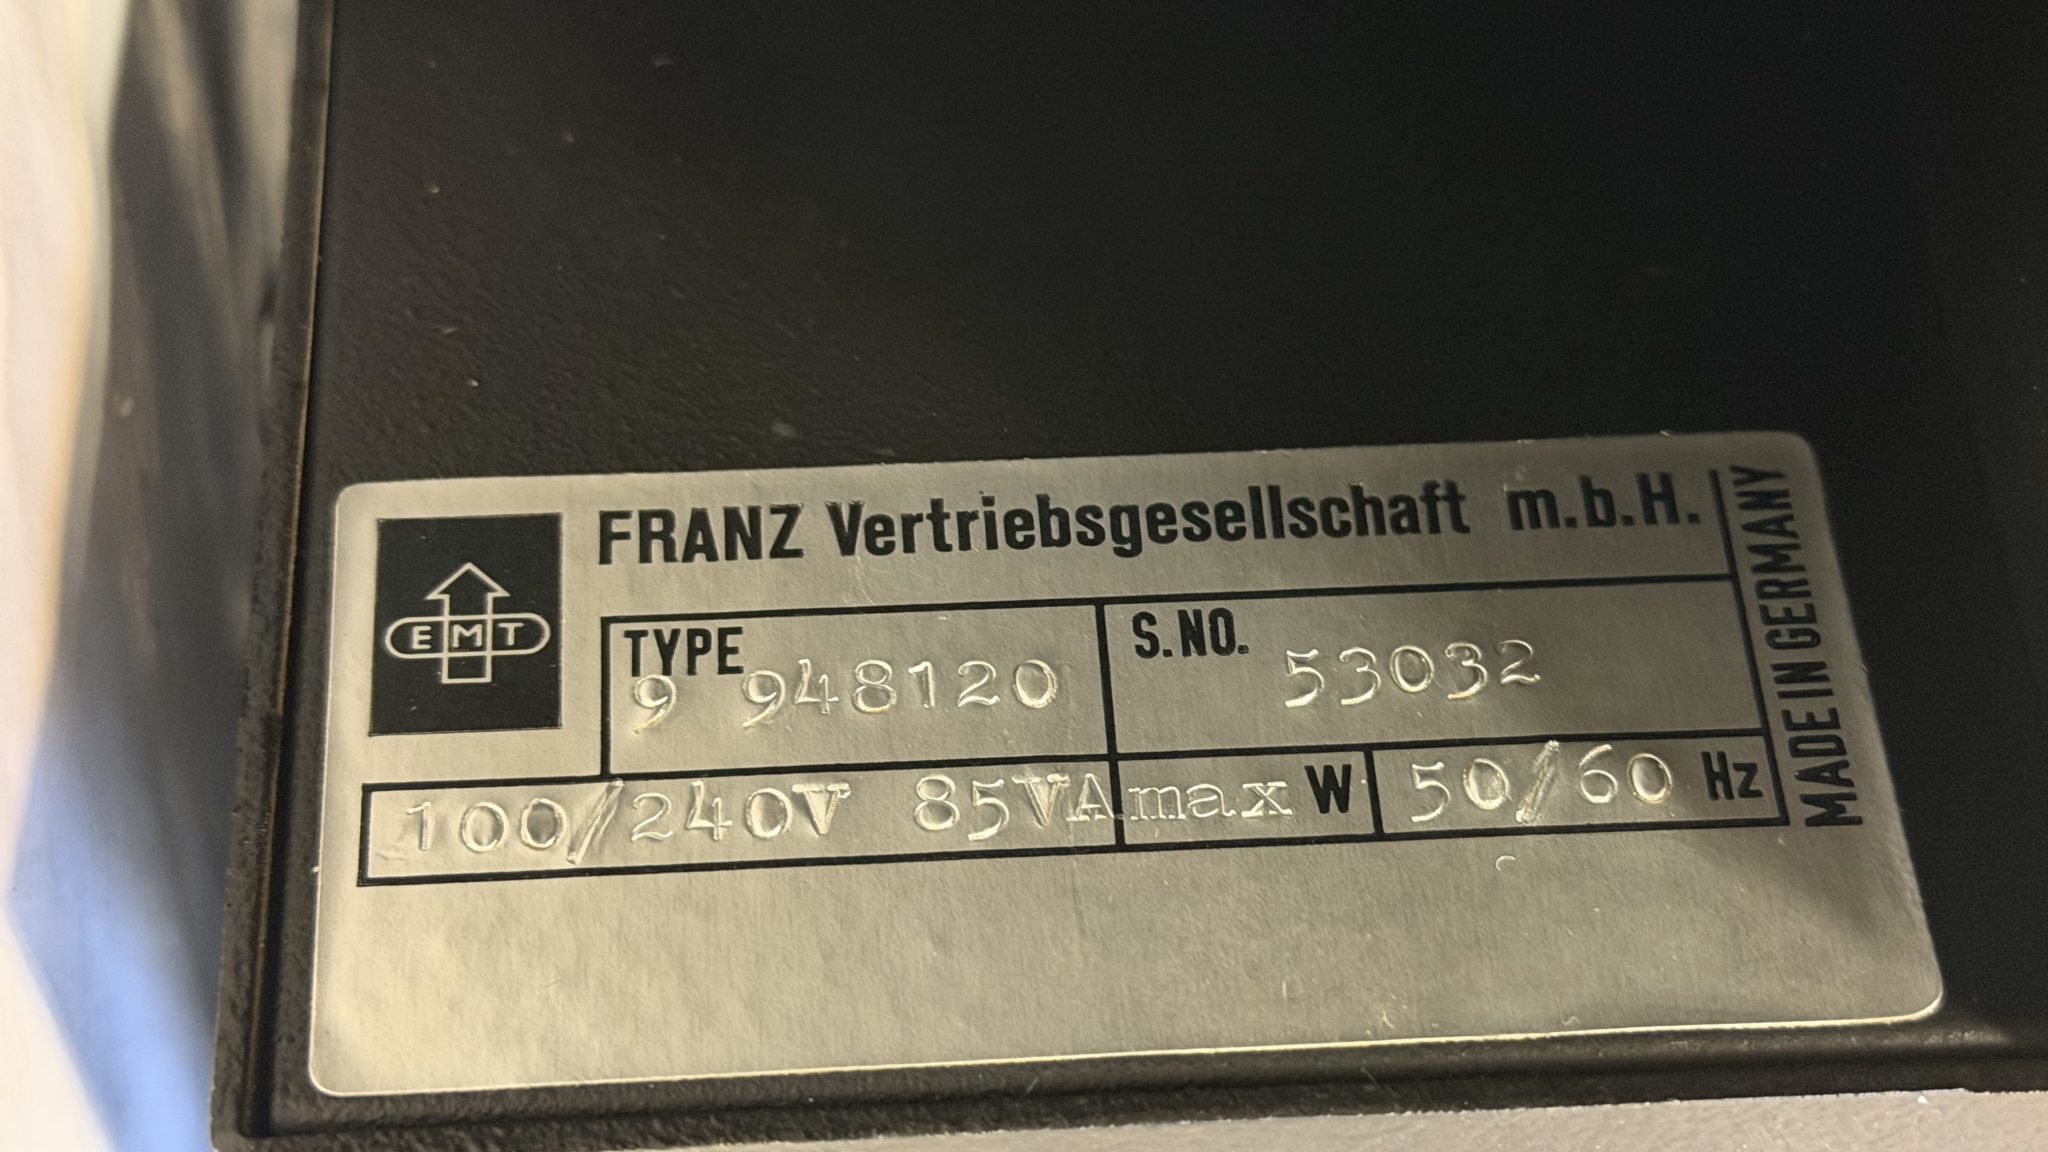 EMT
FRANZ Vertriebsgesellschaft m.b.H.
TYPE
9 948120
S.NO.
53032
100/240V 85VA max W
50/60 Hz
MADE IN GERMANY